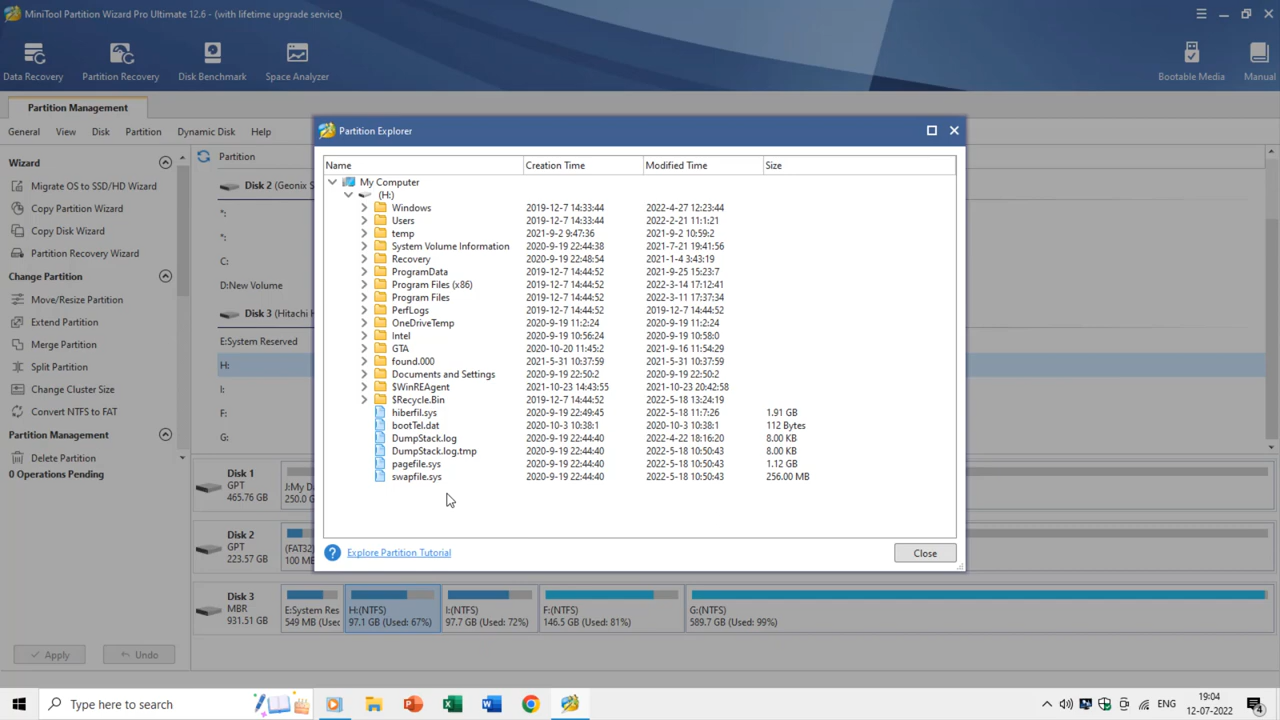 MiniTool Partition Wizard Pro Ultimate 12.6 - (with lifetime upgrade service)
Data Recovery
Partition Recovery
Disk Benchmark
Space Analyzer
Bootable Media
Manual
Partition Management
General View Disk Partition Dynamic Disk Help
Wizard
Migrate OS to SSD/HD Wizard
Copy Partition Wizard
Copy Disk Wizard
Partition Recovery Wizard
Change Partition
Move/Resize Partition
Extend Partition
Merge Partition
Split Partition
Change Cluster Size
Convert NTFS to FAT
Partition Management
Delete Partition
0 Operations Pending
Apply
Undo
Partition
Disk 2 (Geonix S
*:
*:
C:
D:New Volume
Disk 3 (Hitachi H
E:System Reserved
H:
I:
F:
G:
Partition Explorer
Name Creation Time Modified Time Size
My Computer
(H:)
Windows 2019-12-7 14:33:44 2022-4-27 12:23:44
Users 2019-12-7 14:33:44 2022-2-21 11:1:21
temp 2021-9-2 9:47:36 2021-9-2 10:59:2
System Volume Information 2020-9-19 22:44:38 2021-7-21 19:41:56
Recovery 2020-9-19 22:48:54 2021-1-4 3:43:19
ProgramData 2019-12-7 14:44:52 2021-9-25 15:23:7
Program Files (x86) 2019-12-7 14:44:52 2022-3-14 17:12:41
Program Files 2019-12-7 14:44:52 2022-3-11 17:37:34
PerfLogs 2019-12-7 14:44:52 2019-12-7 14:44:52
OneDriveTemp 2020-9-19 11:2:24 2020-9-19 11:2:24
Intel 2020-9-19 10:56:24 2020-9-19 10:58:0
GTA 2020-10-20 11:45:2 2021-9-16 11:54:29
found.000 2021-5-31 10:37:59 2021-5-31 10:37:59
Documents and Settings 2020-9-19 22:50:2 2020-9-19 22:50:2
$WinREAgent 2021-10-23 14:43:55 2021-10-23 20:42:58
$Recycle.Bin 2019-12-7 14:44:52 2022-5-18 13:24:19
hiberfil.sys 2020-9-19 22:49:45 2022-5-18 11:7:26 1.91 GB
bootTel.dat 2020-10-3 10:38:1 2020-10-3 10:38:1 112 Bytes
DumpStack.log 2020-9-19 22:44:40 2022-4-22 18:16:20 8.00 KB
DumpStack.log.tmp 2020-9-19 22:44:40 2022-5-18 10:50:43 8.00 KB
pagefile.sys 2020-9-19 22:44:40 2022-5-18 10:50:43 1.12 GB
swapfile.sys 2020-9-19 22:44:40 2022-5-18 10:50:43 256.00 MB
Explore Partition Tutorial
Close
Disk 1
GPT
465.76 GB
J:My D
250.0 G
Disk 2
GPT
223.57 GB
(FAT32)
100 MB
Disk 3
MBR
931.51 GB
E:System Res
549 MB (Used:
H:(NTFS)
97.1 GB (Used: 67%)
I:(NTFS)
97.7 GB (Used: 72%)
F:(NTFS)
146.5 GB (Used: 81%)
G:(NTFS)
589.7 GB (Used: 99%)
Type here to search
ENG
19:04
12-07-2022
4